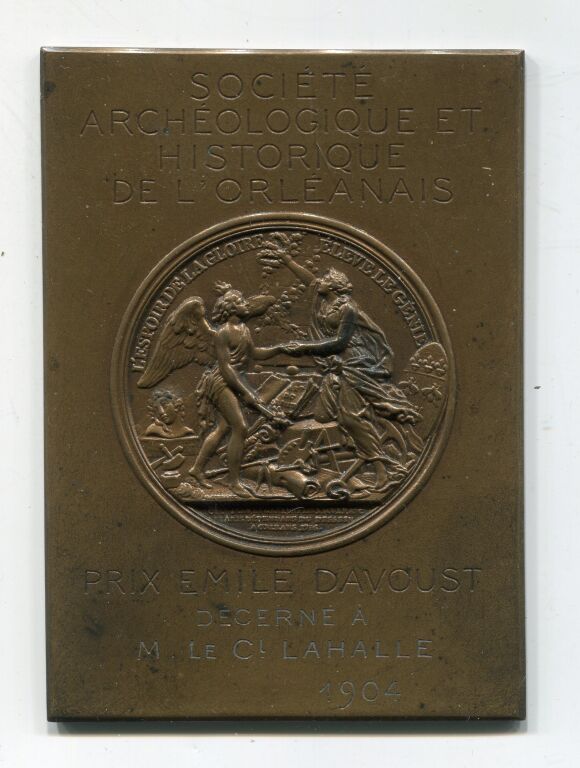 SOCIÉTÉ
ARCHÉOLOGIQUE ET
HISTORIQUE
DE L'ORLÉANAIS
L'ESPOIR DE LA GLOIRE ÉLÈVE LE GÉNIE
A ORLEANS
PRIX EMILE DAVOUST
DÉCERNÉ À
M. LE Cᵗ LAHALLE
1904